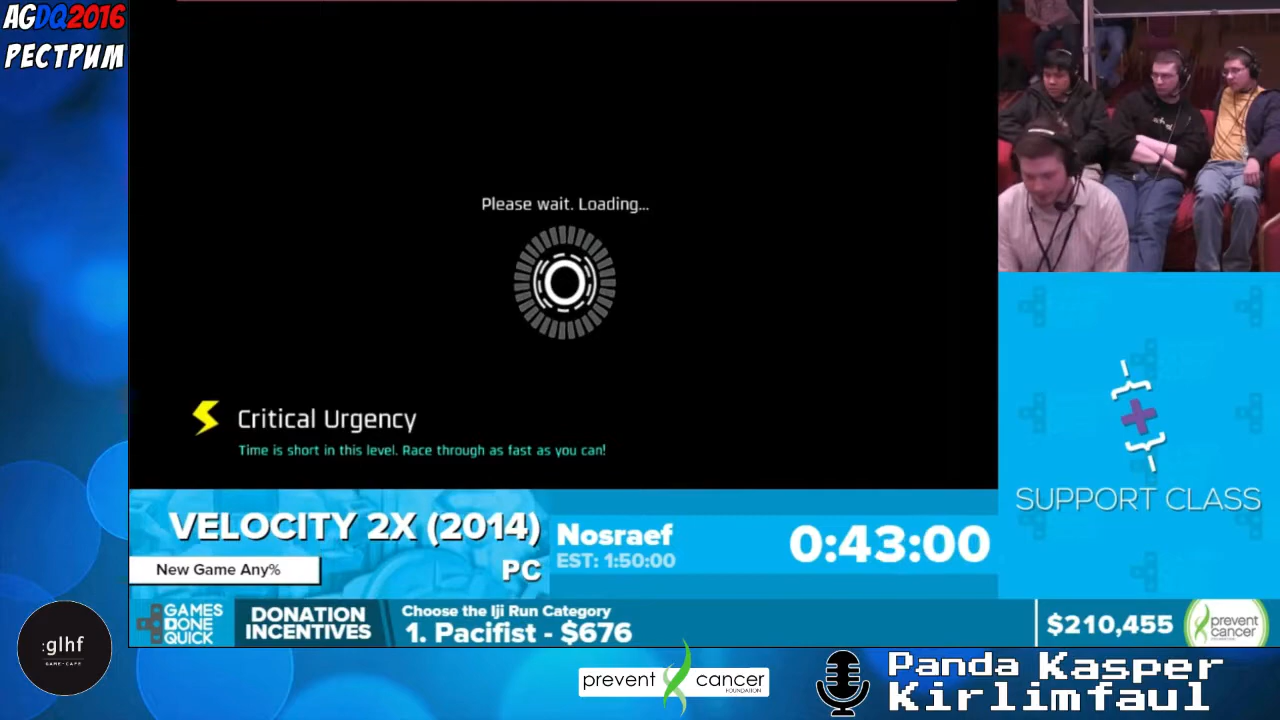 AGDQ2016
РЕСТРИМ
Please wait. Loading...
Critical Urgency
Time is short in this level. Race through as fast as you can!
SUPPORT CLASS
VELOCITY 2X (2014)
New Game Any%
PC
Nosraef
EST: 1:50:00
0:43:00
GAMES
DONE
QUICK
DONATION
INCENTIVES
Choose the Iji Run Category
1. Pacifist - $676
$210,455
prevent
cancer
:glhf
GAME-CAFE
prevent cancer
FOUNDATION
Panda Kasper
Kirlimfaul